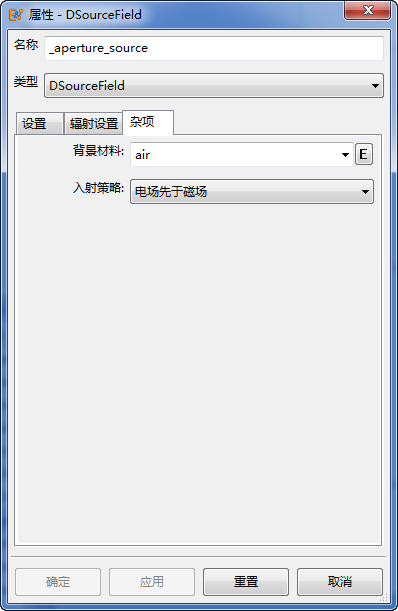 属性 - DSourceField
名称 _aperture_source
类型 DSourceField
设置 辐射设置 杂项
背景材料: air E
入射策略: 电场先于磁场
确定 应用 重置 取消